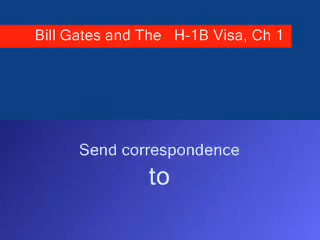 Bill Gates and The H-1B Visa, Ch 1
Send correspondence
to